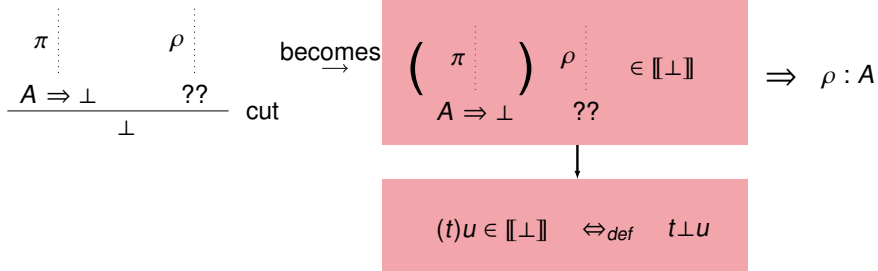 π ρ becomes → ( π ) ρ ∈ ⟦⊥⟧ ⇒ ρ : A
A ⇒ ⊥ ?? cut A ⇒ ⊥ ??
⊥
(t)u ∈ ⟦⊥⟧ ⇔def t⊥u